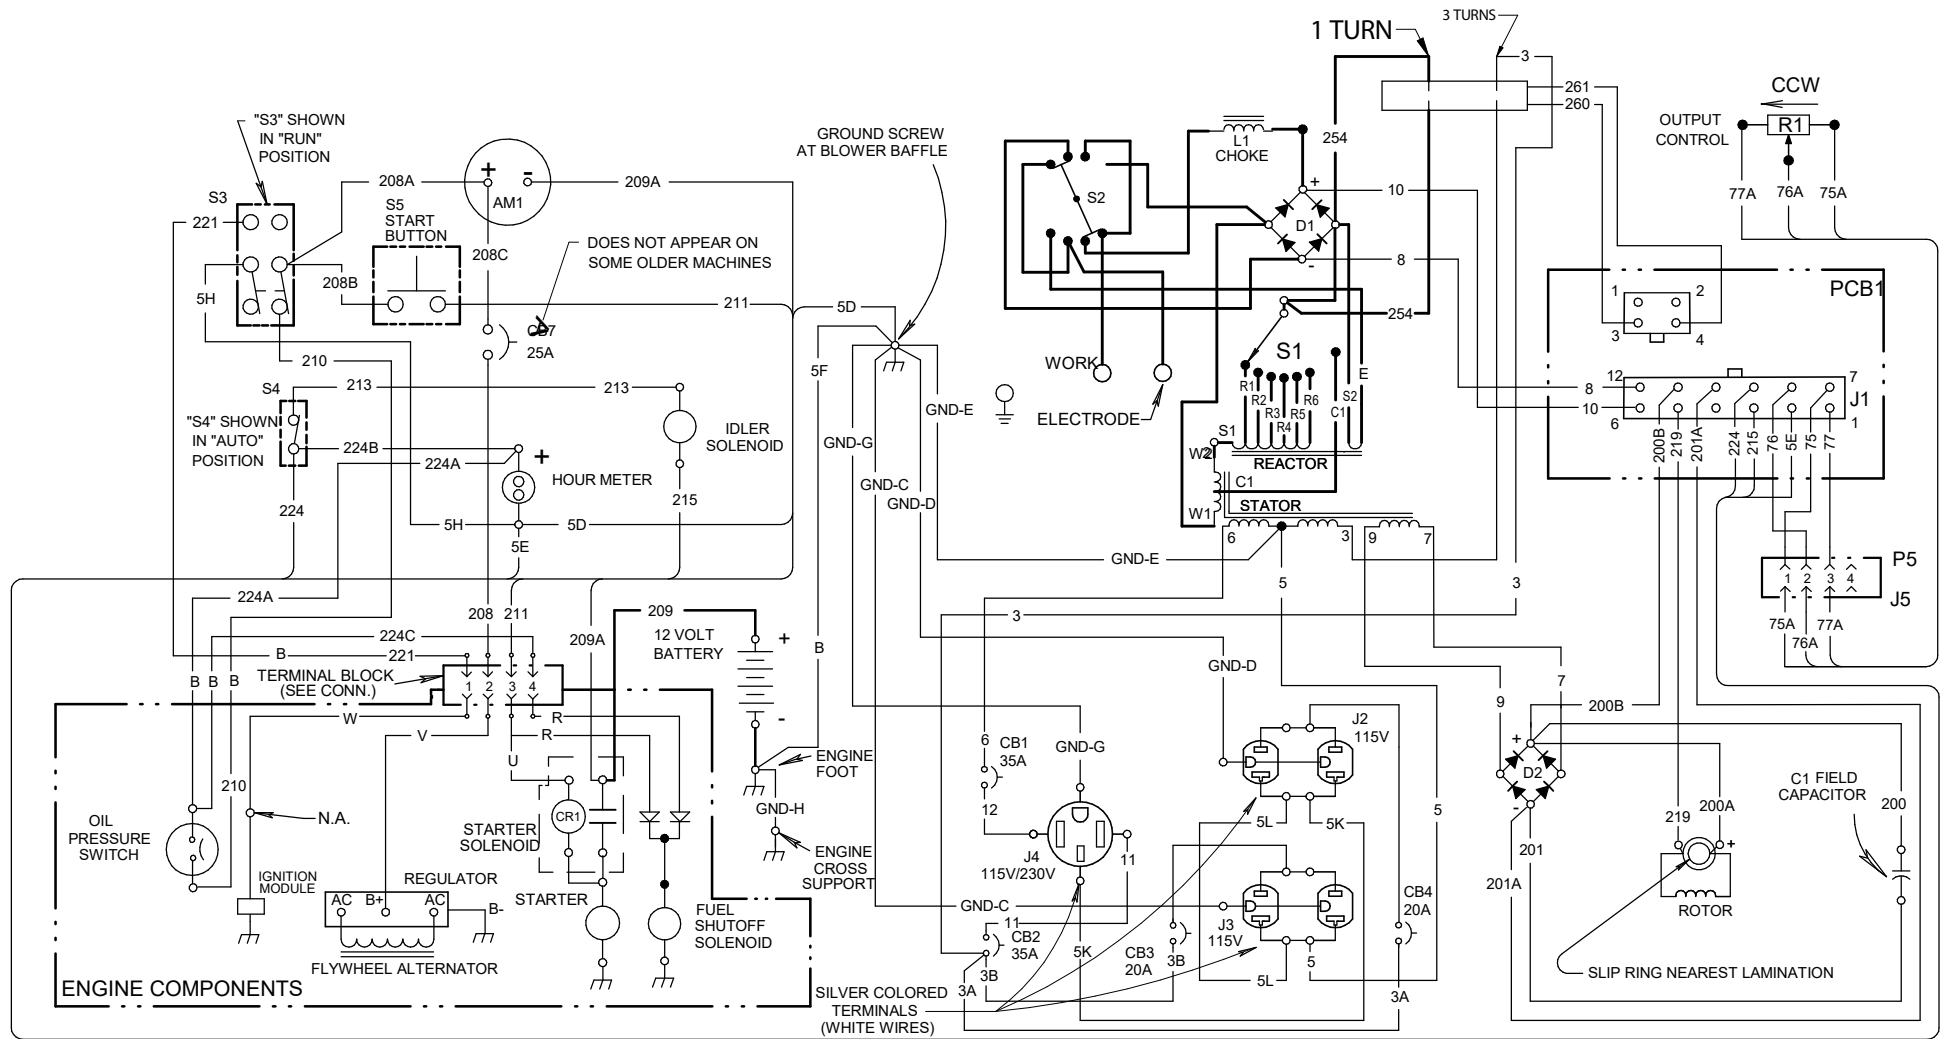 3 TURNS
1 TURN
3
261
260
CCW
OUTPUT
CONTROL
R1
77A
76A
75A
"S3" SHOWN
IN "RUN"
POSITION
GROUND SCREW
AT BLOWER BAFFLE
L1
CHOKE
254
S3
208A
+
-
AM1
209A
S5
START
BUTTON
221
208C
DOES NOT APPEAR ON
SOME OLDER MACHINES
S2
+
D1
-
10
8
5H
208B
211
5D
CB7
25A
PCB1
1
2
3
4
254
210
5F
S4
213
213
"S4" SHOWN
IN "AUTO"
POSITION
IDLER
SOLENOID
224B
+
224A
HOUR METER
215
224
5H
5D
5E
GND-E
GND-G
GND-C
GND-D
WORK
ELECTRODE
S1
R1
R2
R3
R4
R5
R6
C1
S2
E
S1
REACTOR
W2
C1
STATOR
W1
6
3
9
7
8
10
12
7
J1
6
1
200B
219
201A
224
215
76
5E
75
77
P5
1
2
3
4
J5
75A
76A
77A
GND-E
5
3
3
224A
208
211
209A
209
12 VOLT
BATTERY
+
-
B
224C
B
221
TERMINAL BLOCK
(SEE CONN.)
1
2
3
4
B
B
B
W
R
V
R
U
GND-D
ENGINE
FOOT
GND-H
ENGINE
CROSS
SUPPORT
210
N.A.
OIL
PRESSURE
SWITCH
IGNITION
MODULE
REGULATOR
AC
B+
AC
B-
FLYWHEEL ALTERNATOR
STARTER
SOLENOID
CR1
STARTER
FUEL
SHUTOFF
SOLENOID
ENGINE COMPONENTS
6
CB1
35A
12
GND-G
J4
115V/230V
11
J2
115V
5L
5K
5
GND-C
11
CB2
35A
3B
3A
5K
CB3
20A
3B
J3
115V
5L
5
CB4
20A
3A
SILVER COLORED
TERMINALS
(WHITE WIRES)
9
7
200B
+
D2
-
201
201A
219
200A
+
ROTOR
C1 FIELD
CAPACITOR
200
SLIP RING NEAREST LAMINATION